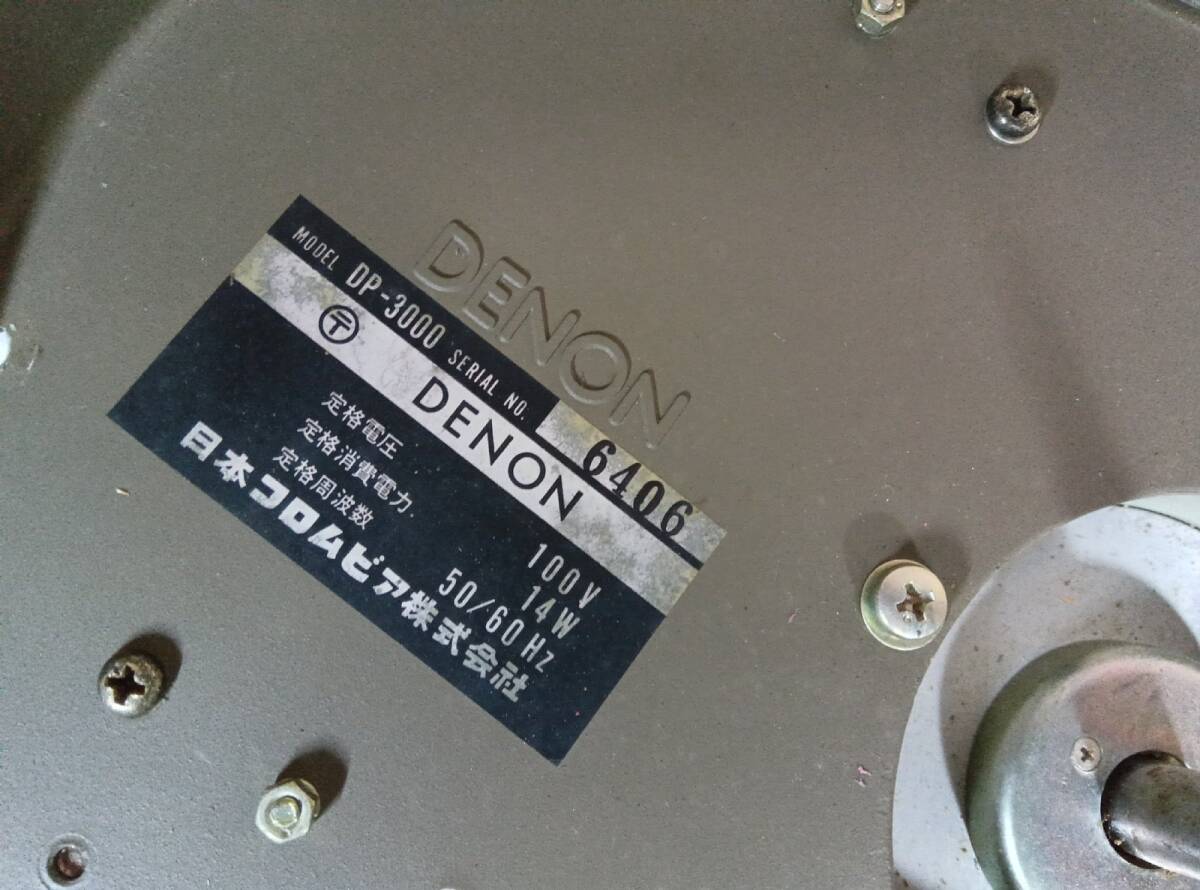 DENON
MODEL DP-3000 SERIAL NO. 6406
〒 DENON
定格電圧 100V
定格消費電力 14W
定格周波数 50/60Hz
日本コロムビア株式会社